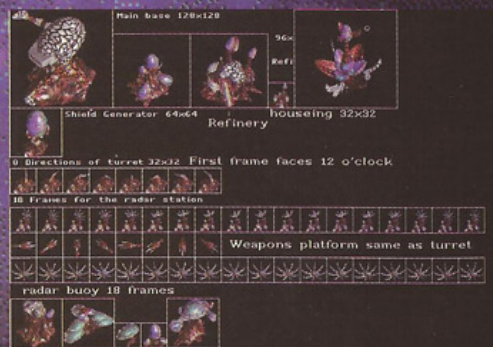 Main base 128x128
96x
Refi
Shield Generator 64x64
houseing 32x32
Refinery
8 Directions of turret 32x32 First frame faces 12 o'clock
18 Frames for the radar station
Weapons platform same as turret
radar buoy 18 frames